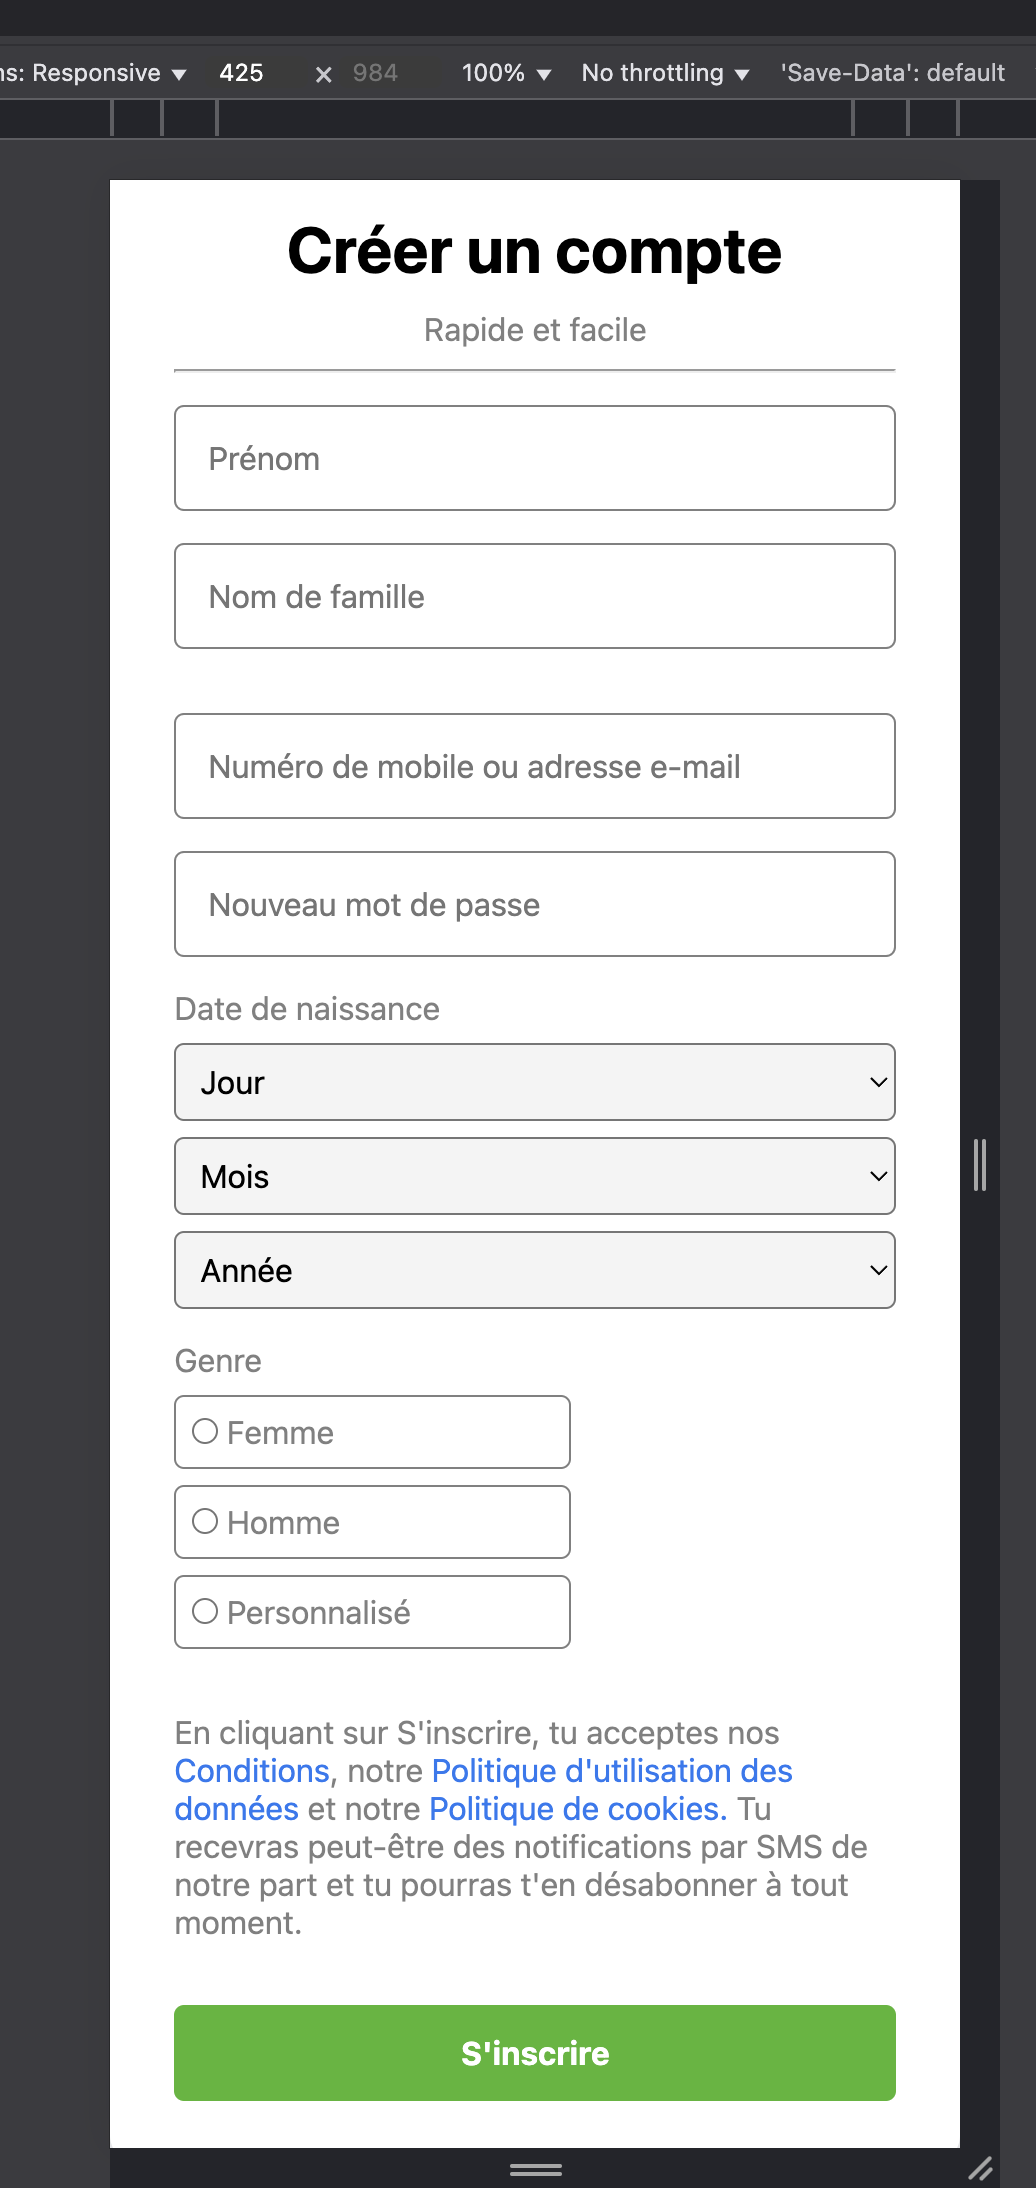 ns: Responsive ▼ 425 × 984 100% ▼ No throttling ▼ 'Save-Data': default
Créer un compte
Rapide et facile
Prénom
Nom de famille
Numéro de mobile ou adresse e-mail
Nouveau mot de passe
Date de naissance
Jour
Mois
Année
Genre
Femme
Homme
Personnalisé
En cliquant sur S'inscrire, tu acceptes nos
Conditions, notre Politique d'utilisation des
données et notre Politique de cookies. Tu
recevras peut-être des notifications par SMS de
notre part et tu pourras t'en désabonner à tout
moment.
S'inscrire